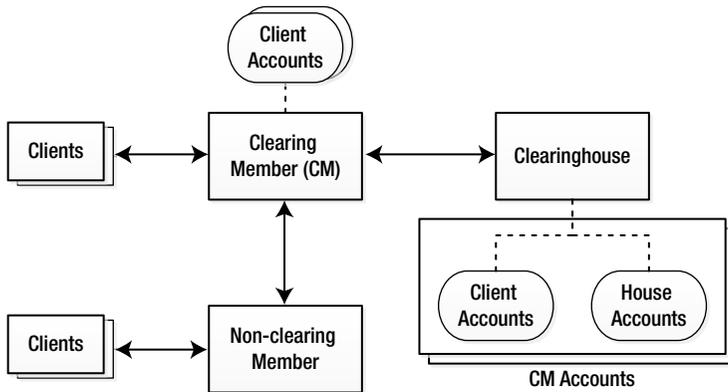 Client
Accounts
Clients
Clearing
Member (CM)
Clearinghouse
Client
Accounts
House
Accounts
Clients
Non-clearing
Member
CM Accounts